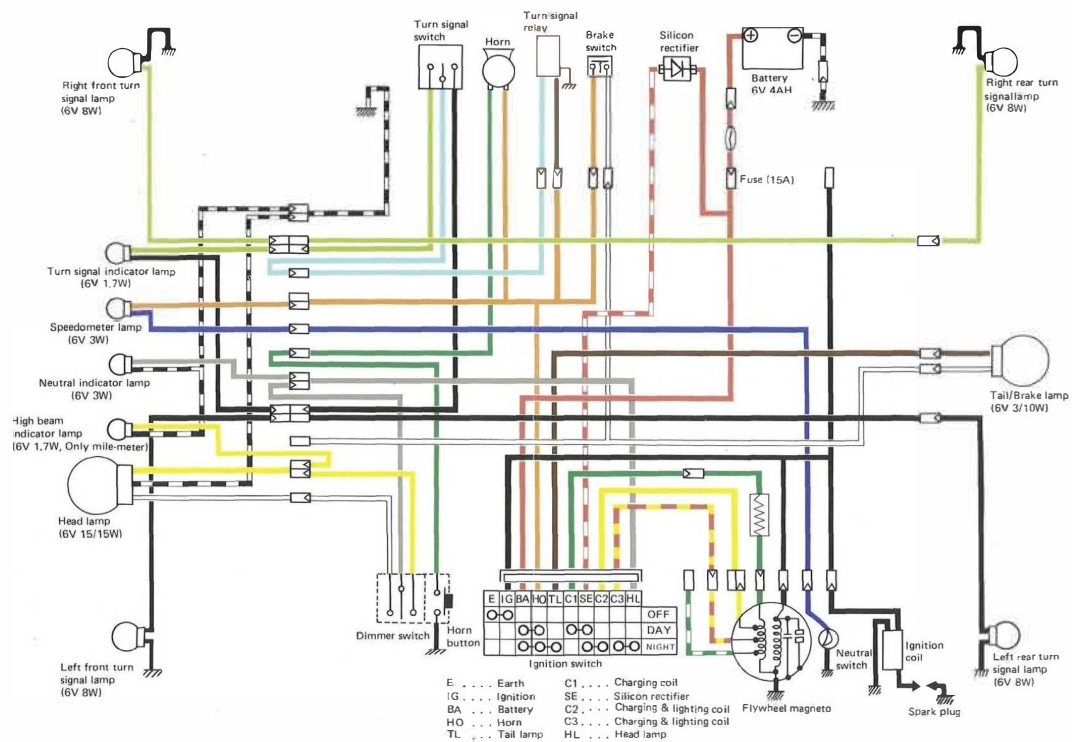 Turn signal
switch
Horn
Turn signal
relay
Brake
switch
Silicon
rectifier
Battery
6V 4AH
Right front turn
signal lamp
(6V 8W)
Right rear turn
signal lamp
(6V 8W)
Fuse (15A)
Turn signal indicator lamp
(6V 1.7W)
Speedometer lamp
(6V 3W)
Neutral indicator lamp
(6V 3W)
High beam
indicator lamp
(6V 1.7W, Only mile-meter)
Head lamp
(6V 15/15W)
Tail/Brake lamp
(6V 3/10W)
Left front turn
signal lamp
(6V 8W)
Dimmer switch
Horn
button
E IG BA HO TL C1 SE C2 C3 HL
OFF
DAY
NIGHT
Ignition switch
Flywheel magneto
Neutral
switch
Ignition
coil
Spark plug
Left rear turn
signal lamp
(6V 8W)
E .... Earth
IG .... Ignition
BA .... Battery
HO .... Horn
TL .... Tail lamp
C1 .... Charging coil
SE .... Silicon rectifier
C2 .... Charging & lighting coil
C3 .... Charging & lighting coil
HL .... Head lamp